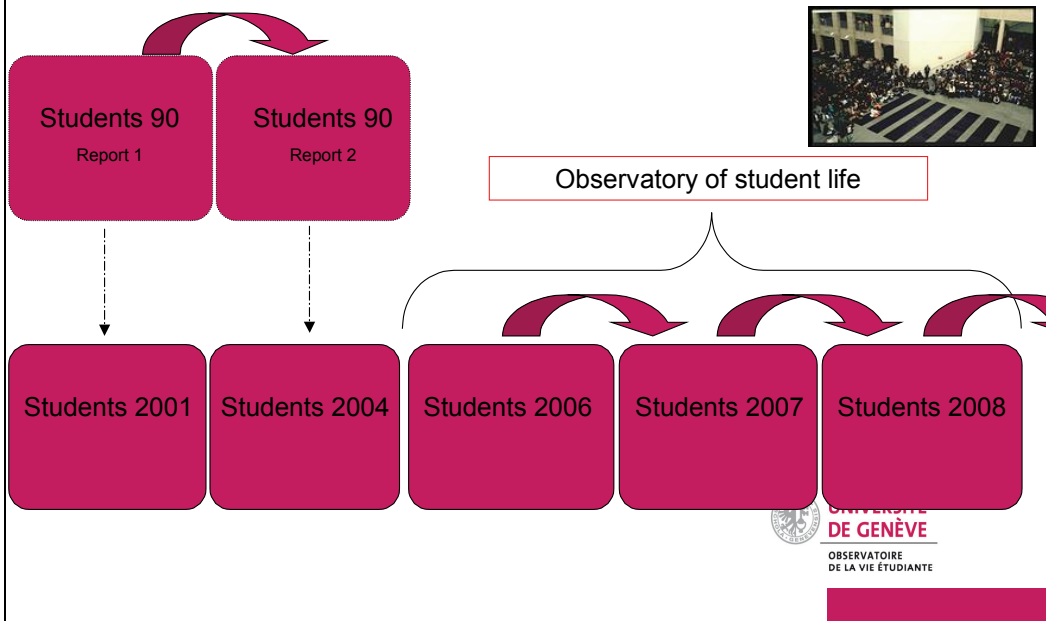 Students 90
Report 1
Students 90
Report 2
Observatory of student life
Students 2001
Students 2004
Students 2006
Students 2007
Students 2008
UNIVERSITÉ
DE GENÈVE
OBSERVATOIRE
DE LA VIE ÉTUDIANTE